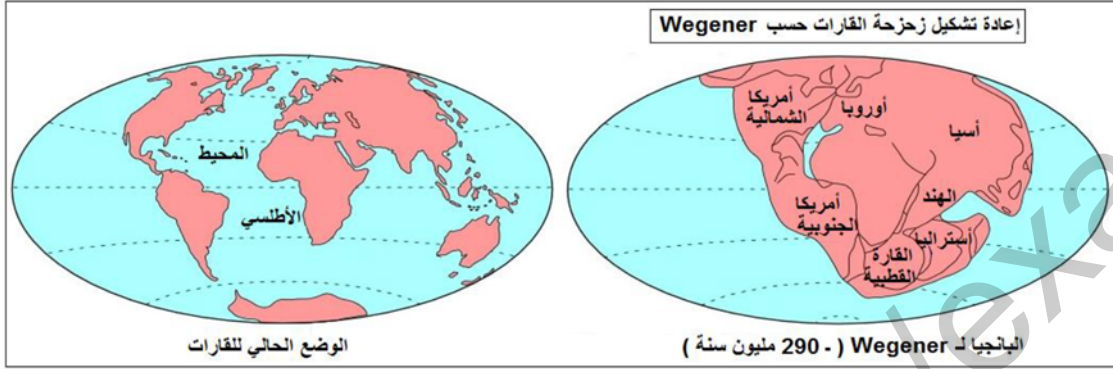 إعادة تشكيل زحزحة القارات حسب Wegener
أمريكا
الشمالية
أوروبا
أسيا
الهند
أمريكا
الجنوبية
أستراليا
القارة
القطبية
البانجيا لـ Wegener ( - 290 مليون سنة )
المحيط
الأطلسي
الوضع الحالي للقارات